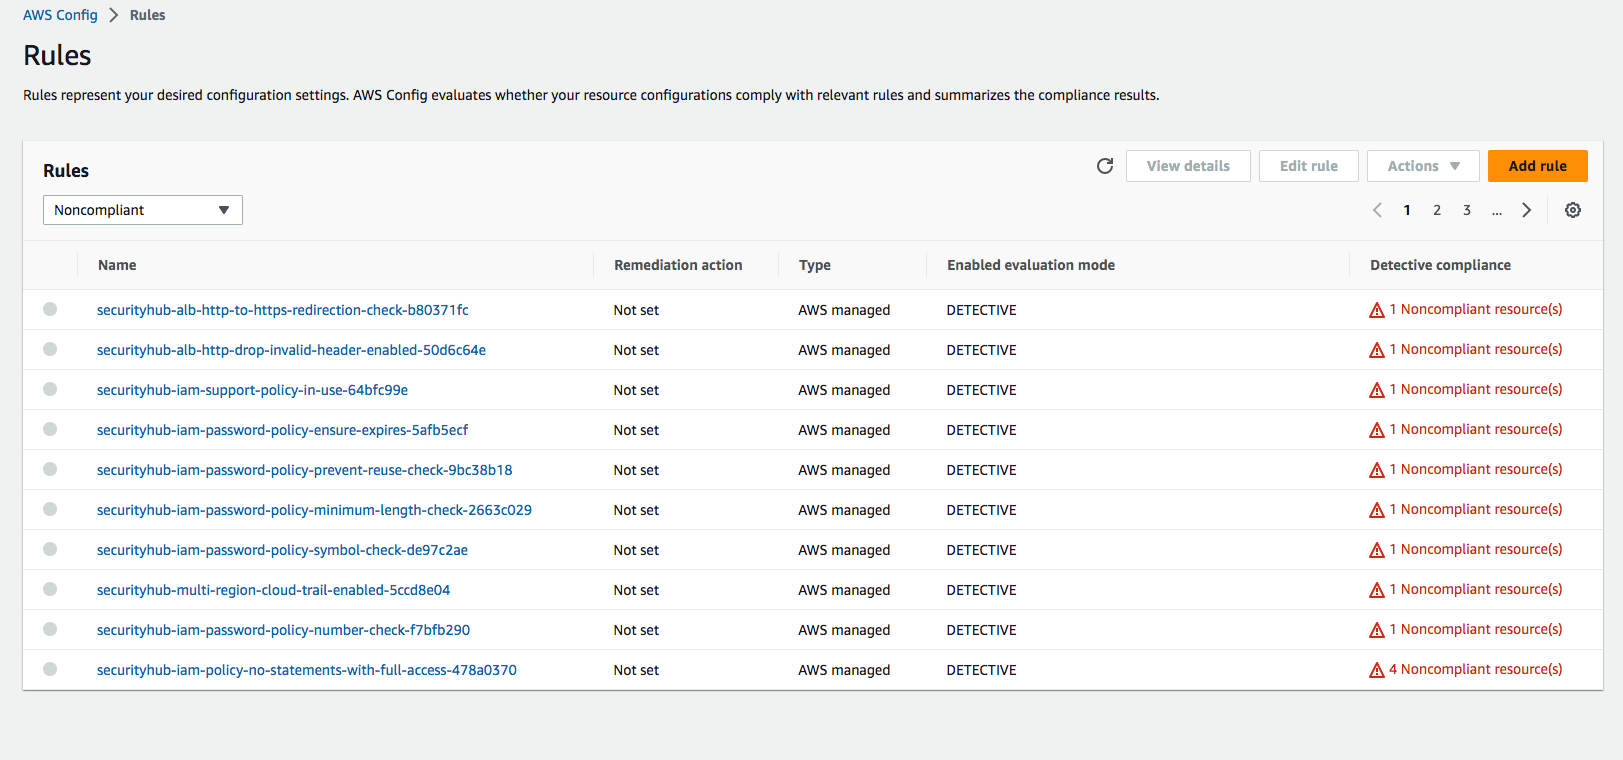 AWS Config > Rules
Rules
Rules represent your desired configuration settings. AWS Config evaluates whether your resource configurations comply with relevant rules and summarizes the compliance results.
Rules View details Edit rule Actions Add rule
Noncompliant 1 2 3 ...
Name Remediation action Type Enabled evaluation mode Detective compliance
securityhub-alb-http-to-https-redirection-check-b80371fc Not set AWS managed DETECTIVE 1 Noncompliant resource(s)
securityhub-alb-http-drop-invalid-header-enabled-50d6c64e Not set AWS managed DETECTIVE 1 Noncompliant resource(s)
securityhub-iam-support-policy-in-use-64bfc99e Not set AWS managed DETECTIVE 1 Noncompliant resource(s)
securityhub-iam-password-policy-ensure-expires-5afb5ecf Not set AWS managed DETECTIVE 1 Noncompliant resource(s)
securityhub-iam-password-policy-prevent-reuse-check-9bc38b18 Not set AWS managed DETECTIVE 1 Noncompliant resource(s)
securityhub-iam-password-policy-minimum-length-check-2663c029 Not set AWS managed DETECTIVE 1 Noncompliant resource(s)
securityhub-iam-password-policy-symbol-check-de97c2ae Not set AWS managed DETECTIVE 1 Noncompliant resource(s)
securityhub-multi-region-cloud-trail-enabled-5ccd8e04 Not set AWS managed DETECTIVE 1 Noncompliant resource(s)
securityhub-iam-password-policy-number-check-f7bfb290 Not set AWS managed DETECTIVE 1 Noncompliant resource(s)
securityhub-iam-policy-no-statements-with-full-access-478a0370 Not set AWS managed DETECTIVE 4 Noncompliant resource(s)